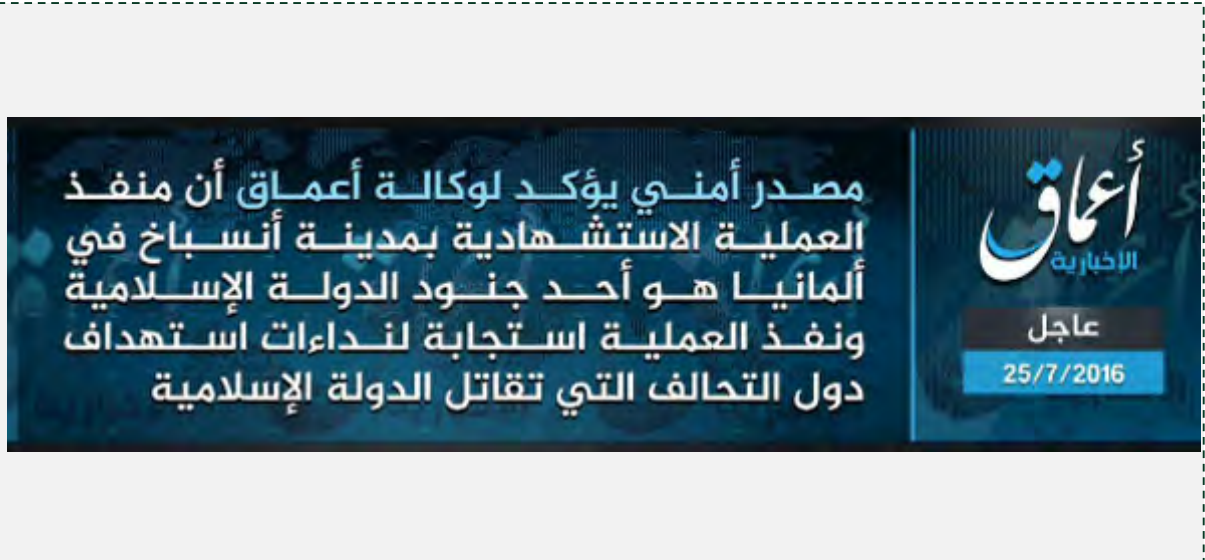 مصدر أمني يؤكد لوكالة أعماق أن منفذ
العملية الاستشهادية بمدينة أنسباخ في
ألمانيا هو أحد جنود الدولة الإسلامية
ونفذ العملية استجابة لنداءات استهداف
دول التحالف التي تقاتل الدولة الإسلامية
أعماق
الإخبارية
عاجل
25/7/2016